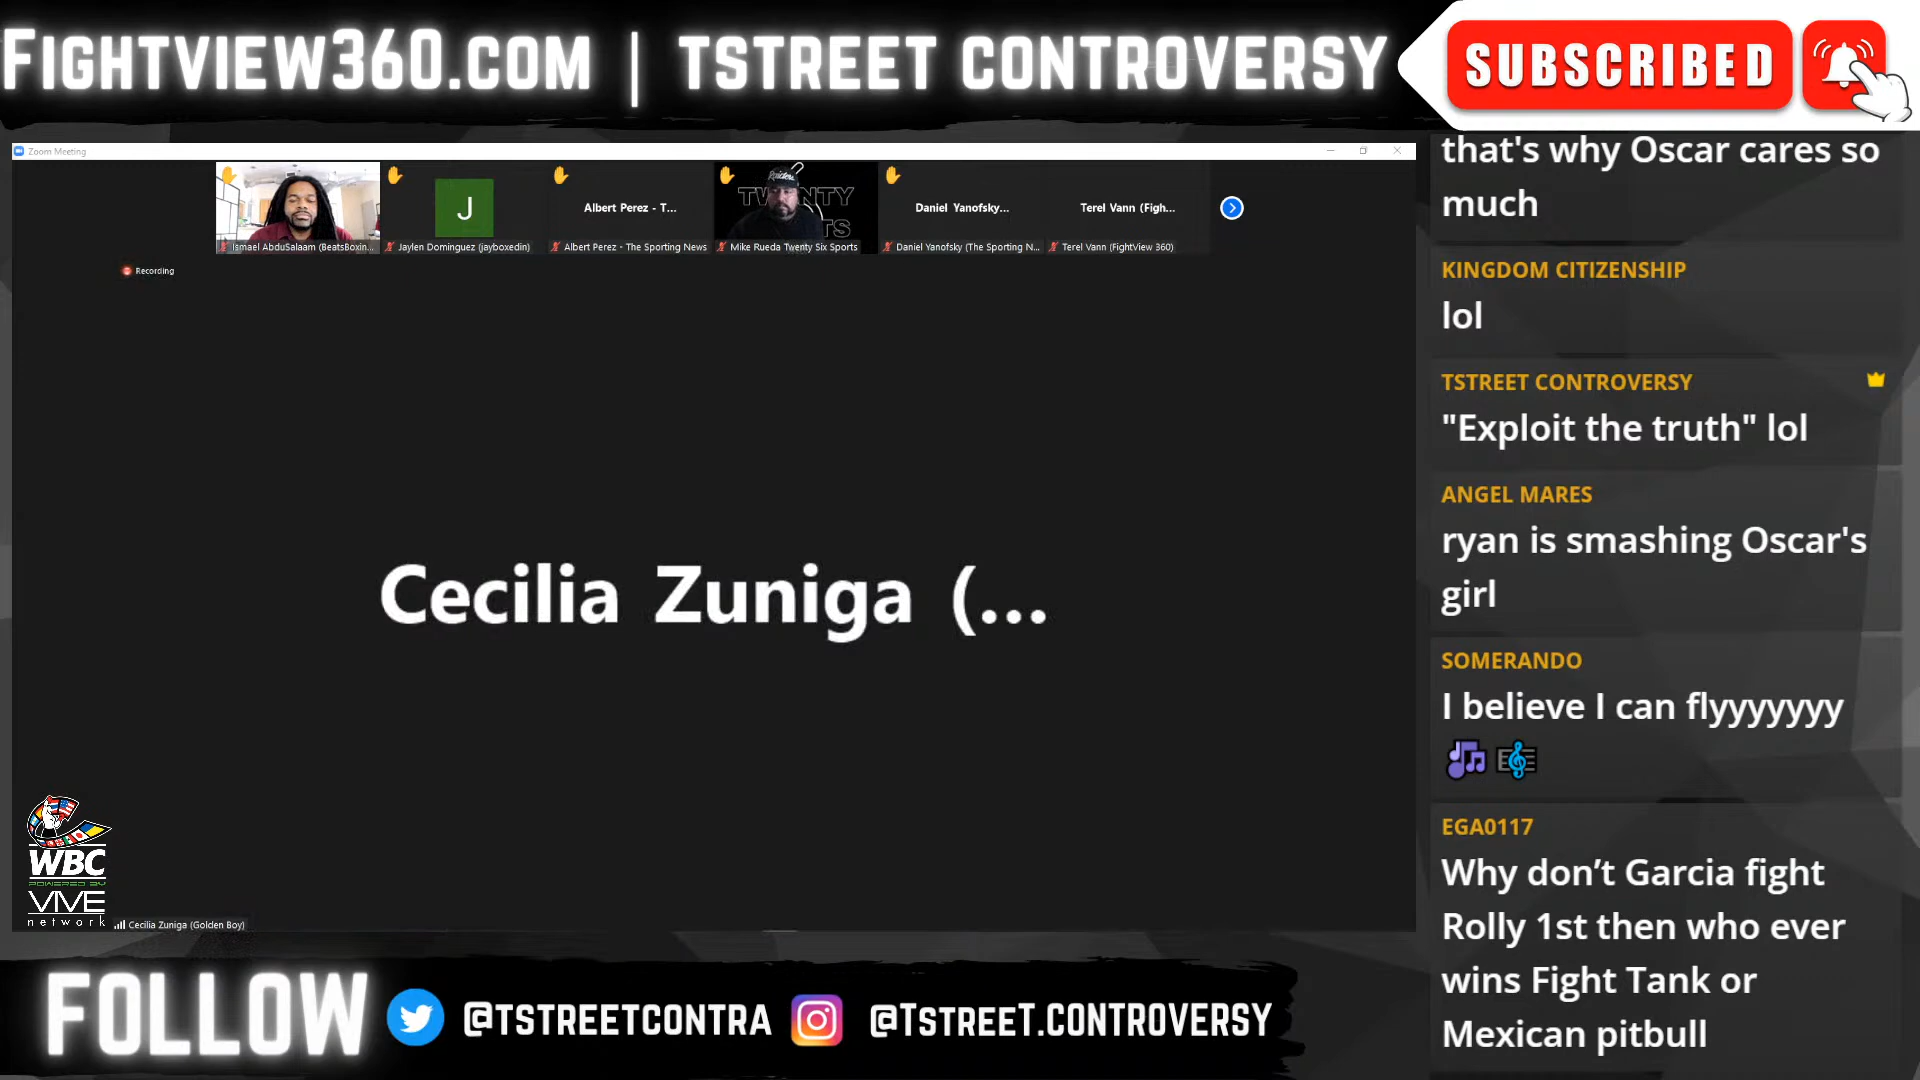 FIGHTVIEW360.COM | TSTREET CONTROVERSY
SUBSCRIBED
Zoom Meeting
Raiders
TWENTY
J
Albert Perez - T...
Daniel Yanofsky...
Terel Vann (Figh...
Ismael AbduSalaam (BeatsBoxin...
Jaylen Dominguez (jayboxedin)
Albert Perez - The Sporting News
Mike Rueda Twenty Six Sports
Daniel Yanofsky (The Sporting N...
Terel Vann (FightView 360)
Recording
Cecilia Zuniga (...
WBC
POWERED BY
VIVE
network
Cecilia Zuniga (Golden Boy)
that's why Oscar cares so
much
KINGDOM CITIZENSHIP
lol
TSTREET CONTROVERSY
"Exploit the truth" lol
ANGEL MARES
ryan is smashing Oscar's
girl
SOMERANDO
I believe I can flyyyyyyy
EGA0117
Why don’t Garcia fight
Rolly 1st then who ever
wins Fight Tank or
Mexican pitbull
FOLLOW
@TSTREETCONTRA
@TSTREET.CONTROVERSY